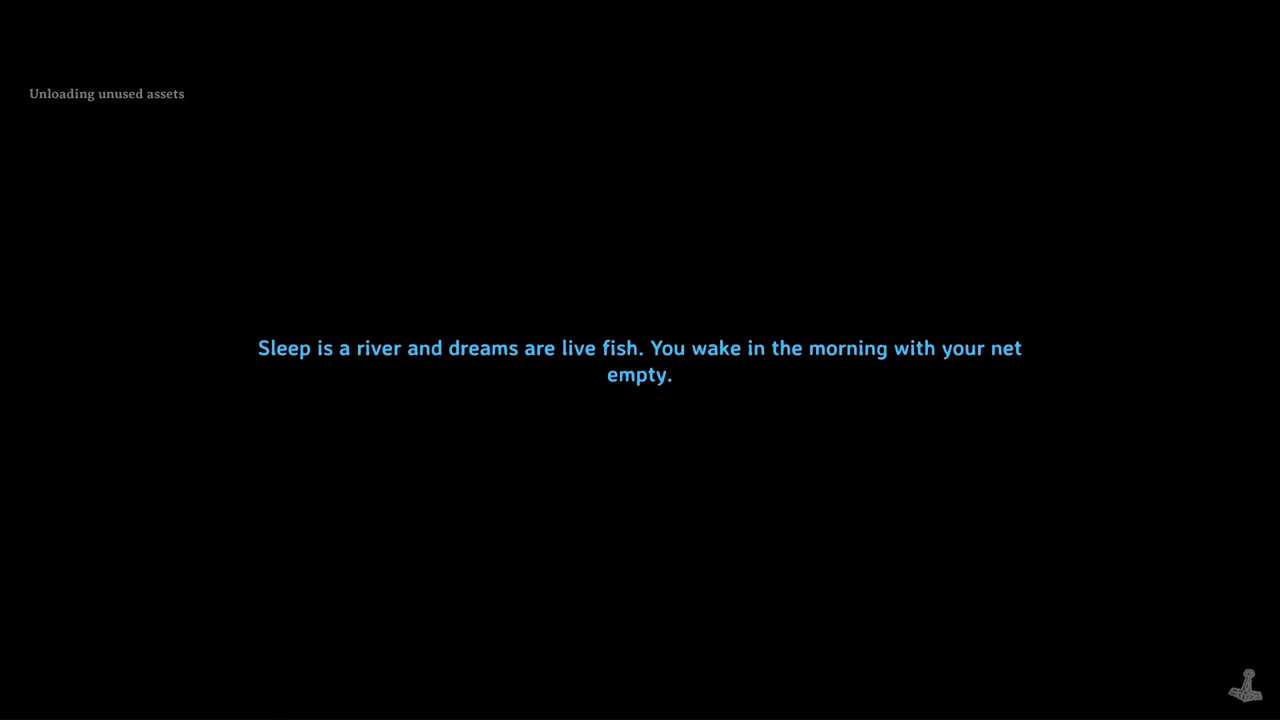 Unloading unused assets
Sleep is a river and dreams are live fish. You wake in the morning with your net
empty.